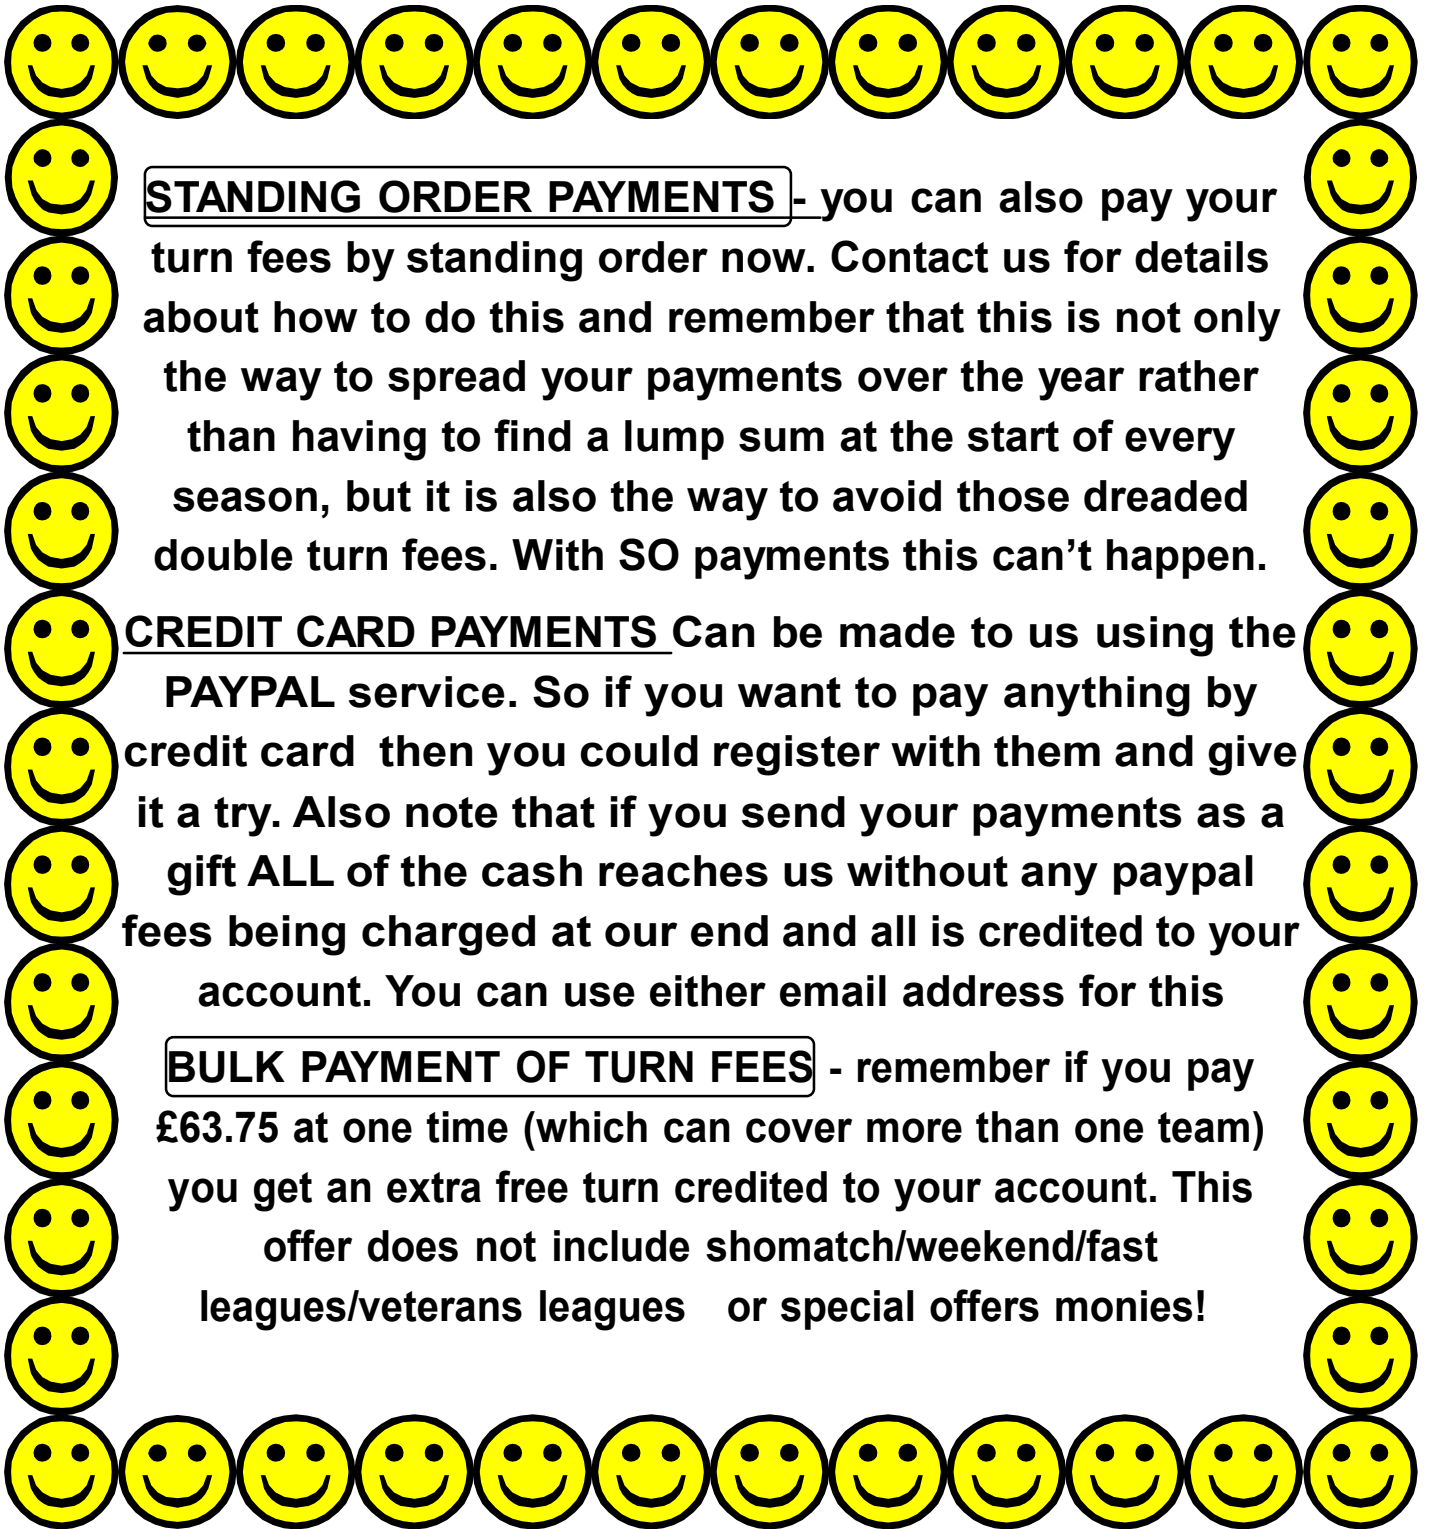 STANDING ORDER PAYMENTS - you can also pay your
turn fees by standing order now. Contact us for details
about how to do this and remember that this is not only
the way to spread your payments over the year rather
than having to find a lump sum at the start of every
season, but it is also the way to avoid those dreaded
double turn fees. With SO payments this can’t happen.
CREDIT CARD PAYMENTS Can be made to us using the
PAYPAL service. So if you want to pay anything by
credit card then you could register with them and give
it a try. Also note that if you send your payments as a
gift ALL of the cash reaches us without any paypal
fees being charged at our end and all is credited to your
account. You can use either email address for this
BULK PAYMENT OF TURN FEES - remember if you pay
£63.75 at one time (which can cover more than one team)
you get an extra free turn credited to your account. This
offer does not include shomatch/weekend/fast
leagues/veterans leagues or special offers monies!